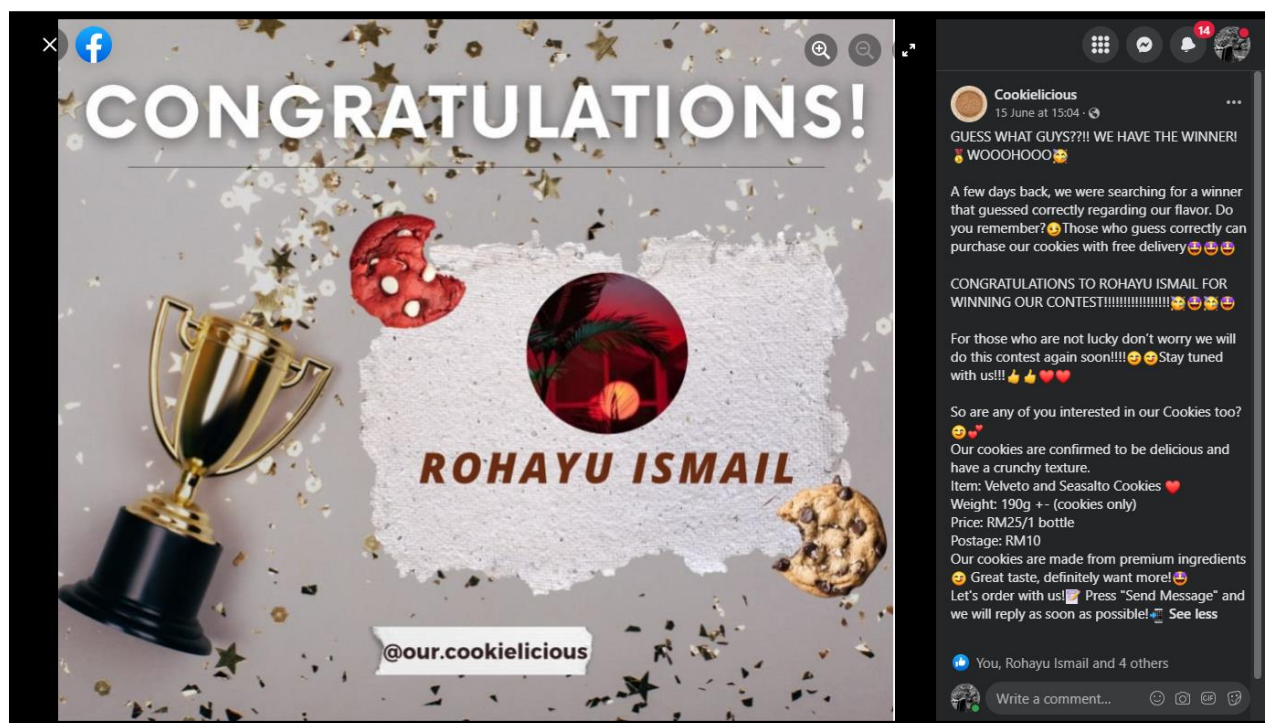 CONGRATULATIONS!
ROHAYU ISMAIL
@our.cookielicious
14
Cookielicious
15 June at 15:04 ·
GUESS WHAT GUYS??!! WE HAVE THE WINNER!
🏅WOOOHOOO🥳
A few days back, we were searching for a winner
that guessed correctly regarding our flavor. Do
you remember?😉Those who guess correctly can
purchase our cookies with free delivery🤩🤩🤩
CONGRATULATIONS TO ROHAYU ISMAIL FOR
WINNING OUR CONTEST!!!!!!!!!!!!!!!!!🥳🤩🥳🤩
For those who are not lucky don't worry we will
do this contest again soon!!!!😅😅Stay tuned
with us!!!👍👍❤️❤️
So are any of you interested in our Cookies too?
😋💕
Our cookies are confirmed to be delicious and
have a crunchy texture.
Item: Velveto and Seasalto Cookies ❤️
Weight: 190g +- (cookies only)
Price: RM25/1 bottle
Postage: RM10
Our cookies are made from premium ingredients
😋 Great taste, definitely want more!🤩
Let's order with us!📝 Press "Send Message" and
we will reply as soon as possible!📲 See less
You, Rohayu Ismail and 4 others
Write a comment...
GIF